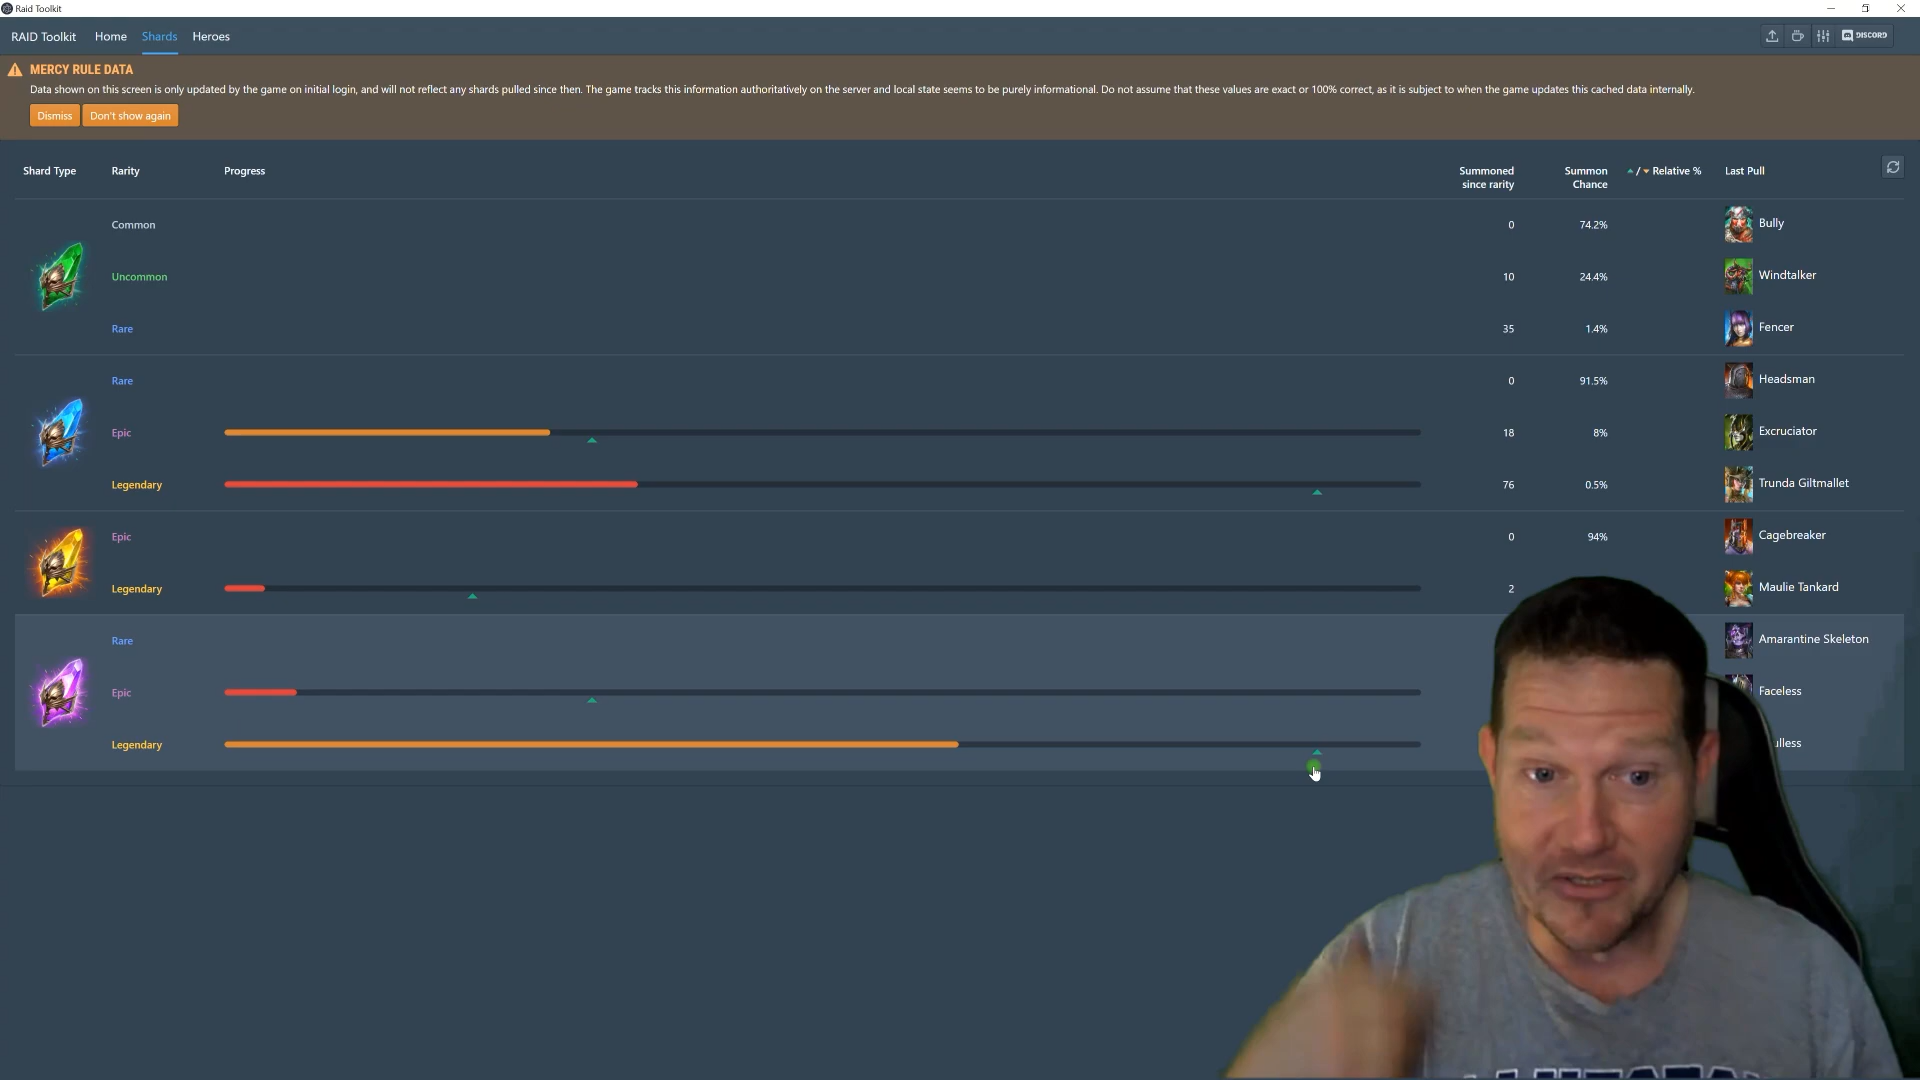 Raid Toolkit
RAID Toolkit Home Shards Heroes DISCORD
MERCY RULE DATA
Data shown on this screen is only updated by the game on initial login, and will not reflect any shards pulled since then. The game tracks this information authoritatively on the server and local state seems to be purely informational. Do not assume that these values are exact or 100% correct, as it is subject to when the game updates this cached data internally.
Dismiss Don't show again
Shard Type Rarity Progress Summoned since rarity Summon Chance ▲ / ▼ Relative % Last Pull
Common 0 74.2% Bully
Uncommon 10 24.4% Windtalker
Rare 35 1.4% Fencer
Rare 0 91.5% Headsman
Epic 18 8% Excruciator
Legendary 76 0.5% Trunda Giltmallet
Epic 0 94% Cagebreaker
Legendary 2 Maulie Tankard
Rare Amarantine Skeleton
Epic Faceless
Legendary